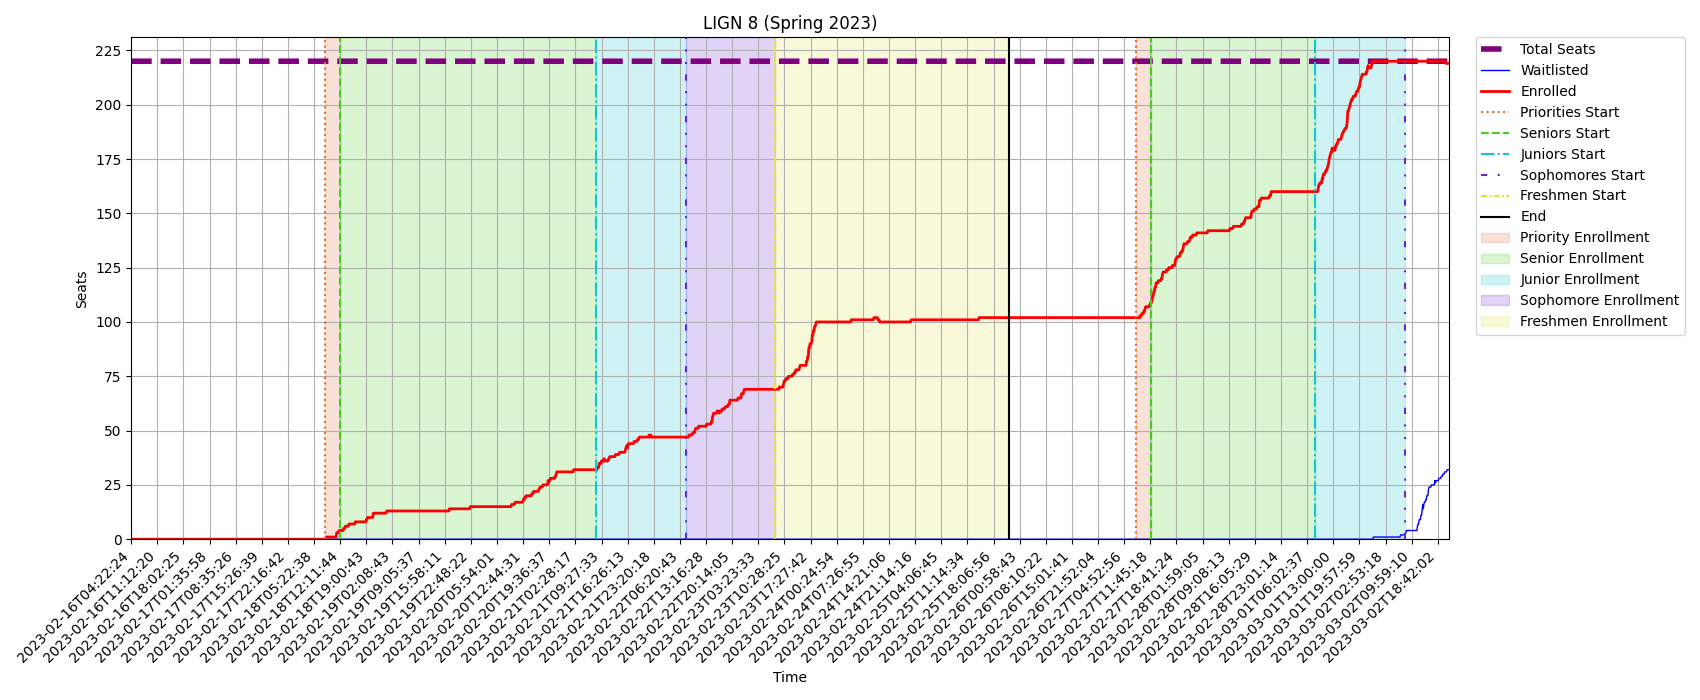 LIGN 8 (Spring 2023)
225
200
175
150
125
100
75
50
25
0
Seats
Total Seats
Waitlisted
Enrolled
Priorities Start
Seniors Start
Juniors Start
Sophomores Start
Freshmen Start
End
Priority Enrollment
Senior Enrollment
Junior Enrollment
Sophomore Enrollment
Freshmen Enrollment
2023-02-16T04:22:24
2023-02-16T11:12:20
2023-02-16T18:02:25
2023-02-17T01:35:58
2023-02-17T08:35:26
2023-02-17T15:26:39
2023-02-17T22:16:42
2023-02-18T05:22:38
2023-02-18T12:11:44
2023-02-18T19:00:43
2023-02-19T02:08:43
2023-02-19T09:05:37
2023-02-19T15:58:11
2023-02-19T22:48:22
2023-02-20T05:54:01
2023-02-20T12:44:31
2023-02-20T19:36:37
2023-02-21T02:28:17
2023-02-21T09:27:33
2023-02-21T16:26:13
2023-02-21T23:20:18
2023-02-22T06:20:43
2023-02-22T13:16:28
2023-02-22T20:14:05
2023-02-23T03:23:33
2023-02-23T10:28:25
2023-02-23T17:27:42
2023-02-24T00:24:54
2023-02-24T07:26:55
2023-02-24T14:21:06
2023-02-24T21:14:16
2023-02-25T04:06:45
2023-02-25T11:14:34
2023-02-25T18:06:56
2023-02-26T00:58:43
2023-02-26T08:10:22
2023-02-26T15:01:41
2023-02-26T21:52:04
2023-02-27T04:52:56
2023-02-27T11:45:18
2023-02-27T18:41:24
2023-02-28T01:59:05
2023-02-28T09:08:13
2023-02-28T16:05:29
2023-02-28T23:01:14
2023-03-01T06:02:37
2023-03-01T13:00:00
2023-03-01T19:57:59
2023-03-02T02:53:18
2023-03-02T09:59:10
2023-03-02T18:42:02
Time